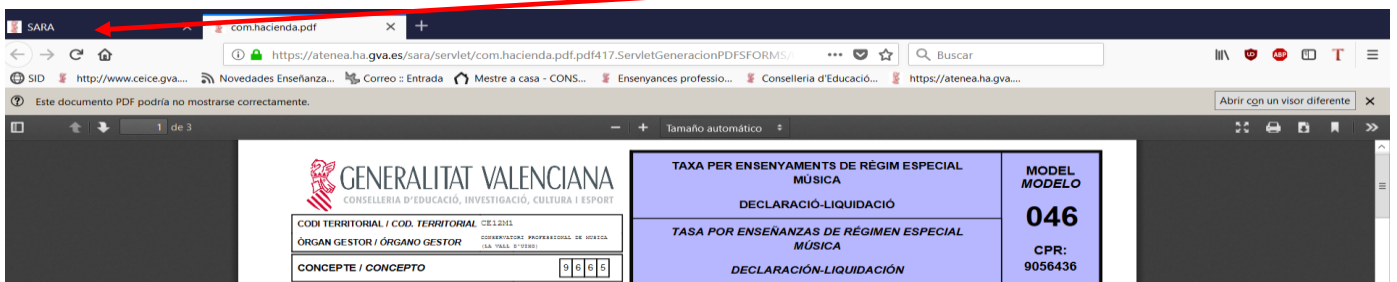 SARA
com.hacienda.pdf
https://atenea.ha.gva.es/sara/servlet/com.hacienda.pdf.pdf417.ServletGeneracionPDFSFORMS/
Buscar
SID http://www.ceice.gva.... Novedades Enseñanza... Correo :: Entrada Mestre a casa - CONS... Ensenyances professio... Conselleria d'Educació... https://atenea.ha.gva....
Este documento PDF podría no mostrarse correctamente.
Abrir con un visor diferente
1 de 3
Tamaño automático
GENERALITAT VALENCIANA
CONSELLERIA D'EDUCACIÓ, INVESTIGACIÓ, CULTURA I ESPORT
CODI TERRITORIAL / COD. TERRITORIAL CE12M1
ÒRGAN GESTOR / ÓRGANO GESTOR CONSERVATORI PROFESSIONAL DE MUSICA
(LA VALL D'UIXO)
CONCEPTE / CONCEPTO 9 6 6 5
TAXA PER ENSENYAMENTS DE RÈGIM ESPECIAL
MÚSICA
DECLARACIÓ-LIQUIDACIÓ
TASA POR ENSEÑANZAS DE RÉGIMEN ESPECIAL
MÚSICA
DECLARACIÓN-LIQUIDACIÓN
MODEL
MODELO
046
CPR:
9056436